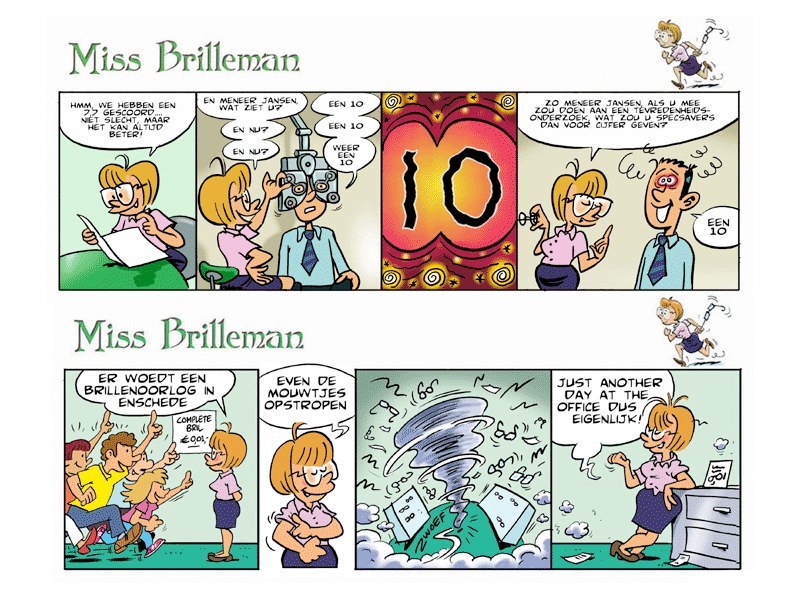 Miss Brilleman
HMM, WE HEBBEN EEN
7,7 GESCOORD....
NIET SLECHT, MAAR
HET KAN ALTIJD
BETER!
EN MENEER JANSEN,
WAT ZIET U?
EEN 10
EN NU?
EEN 10
EN NU?
WEER
EEN
10
10
ZO MENEER JANSEN, ALS U MEE
ZOU DOEN AAN EEN TEVREDENHEIDS-
ONDERZOEK, WAT ZOU U SPECSAVERS
DAN VOOR CIJFER GEVEN?
EEN
10
Miss Brilleman
ER WOEDT EEN
BRILLENOORLOG IN
ENSCHEDE
COMPLETE
BRIL
€0,01,-
EVEN DE
MOUWTJES
OPSTROPEN
ZWOEF
JUST ANOTHER
DAY AT THE
OFFICE DUS
EIGENLIJK!